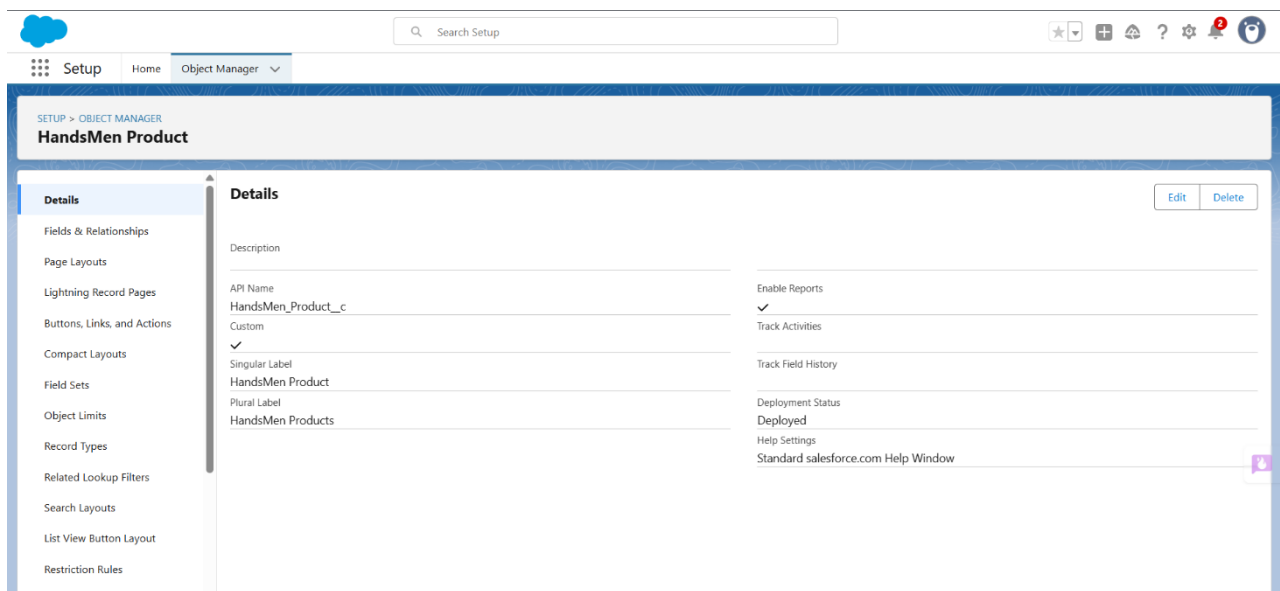 Search Setup
2
Setup
Home
Object Manager
SETUP > OBJECT MANAGER
HandsMen Product
Details
Fields & Relationships
Page Layouts
Lightning Record Pages
Buttons, Links, and Actions
Compact Layouts
Field Sets
Object Limits
Record Types
Related Lookup Filters
Search Layouts
List View Button Layout
Restriction Rules
Details
Edit
Delete
Description
API Name
HandsMen_Product__c
Custom
Singular Label
HandsMen Product
Plural Label
HandsMen Products
Enable Reports
Track Activities
Track Field History
Deployment Status
Deployed
Help Settings
Standard salesforce.com Help Window